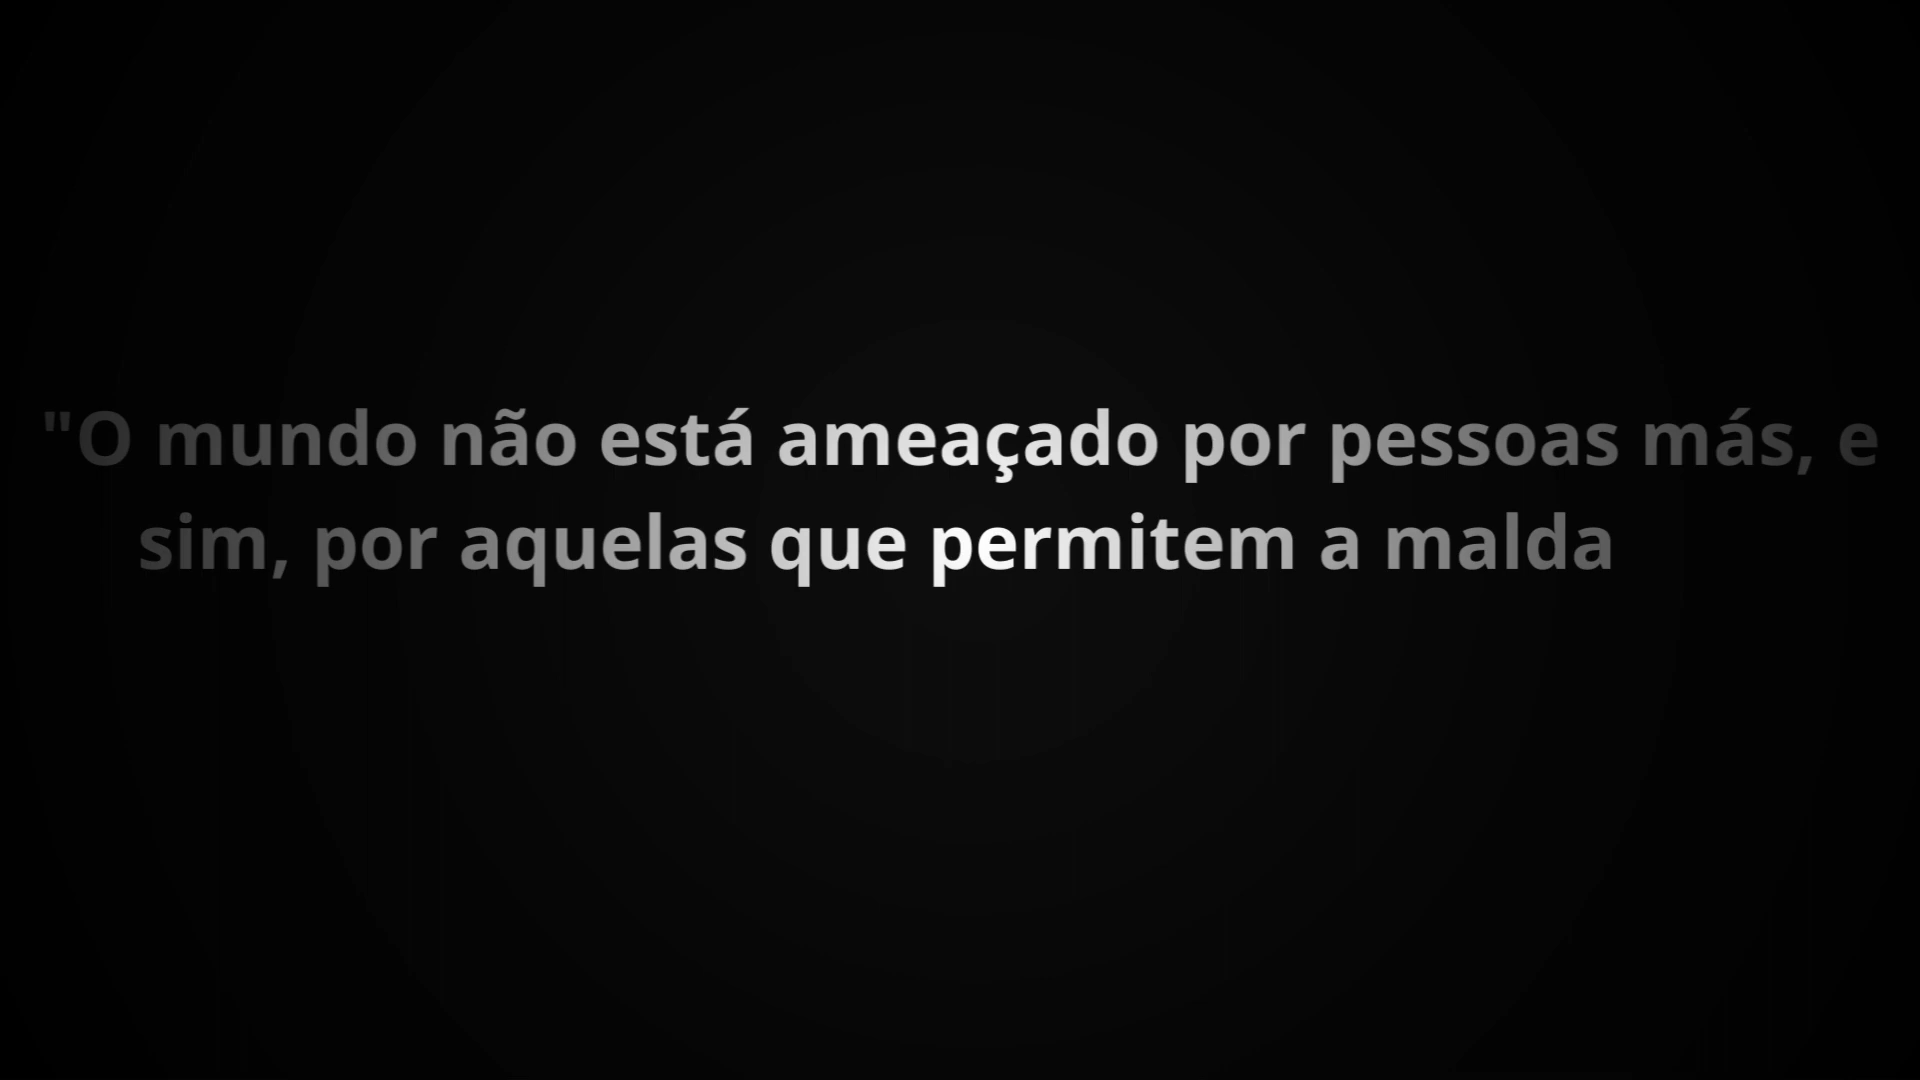 "O mundo não está ameaçado por pessoas más, e
sim, por aquelas que permitem a malda